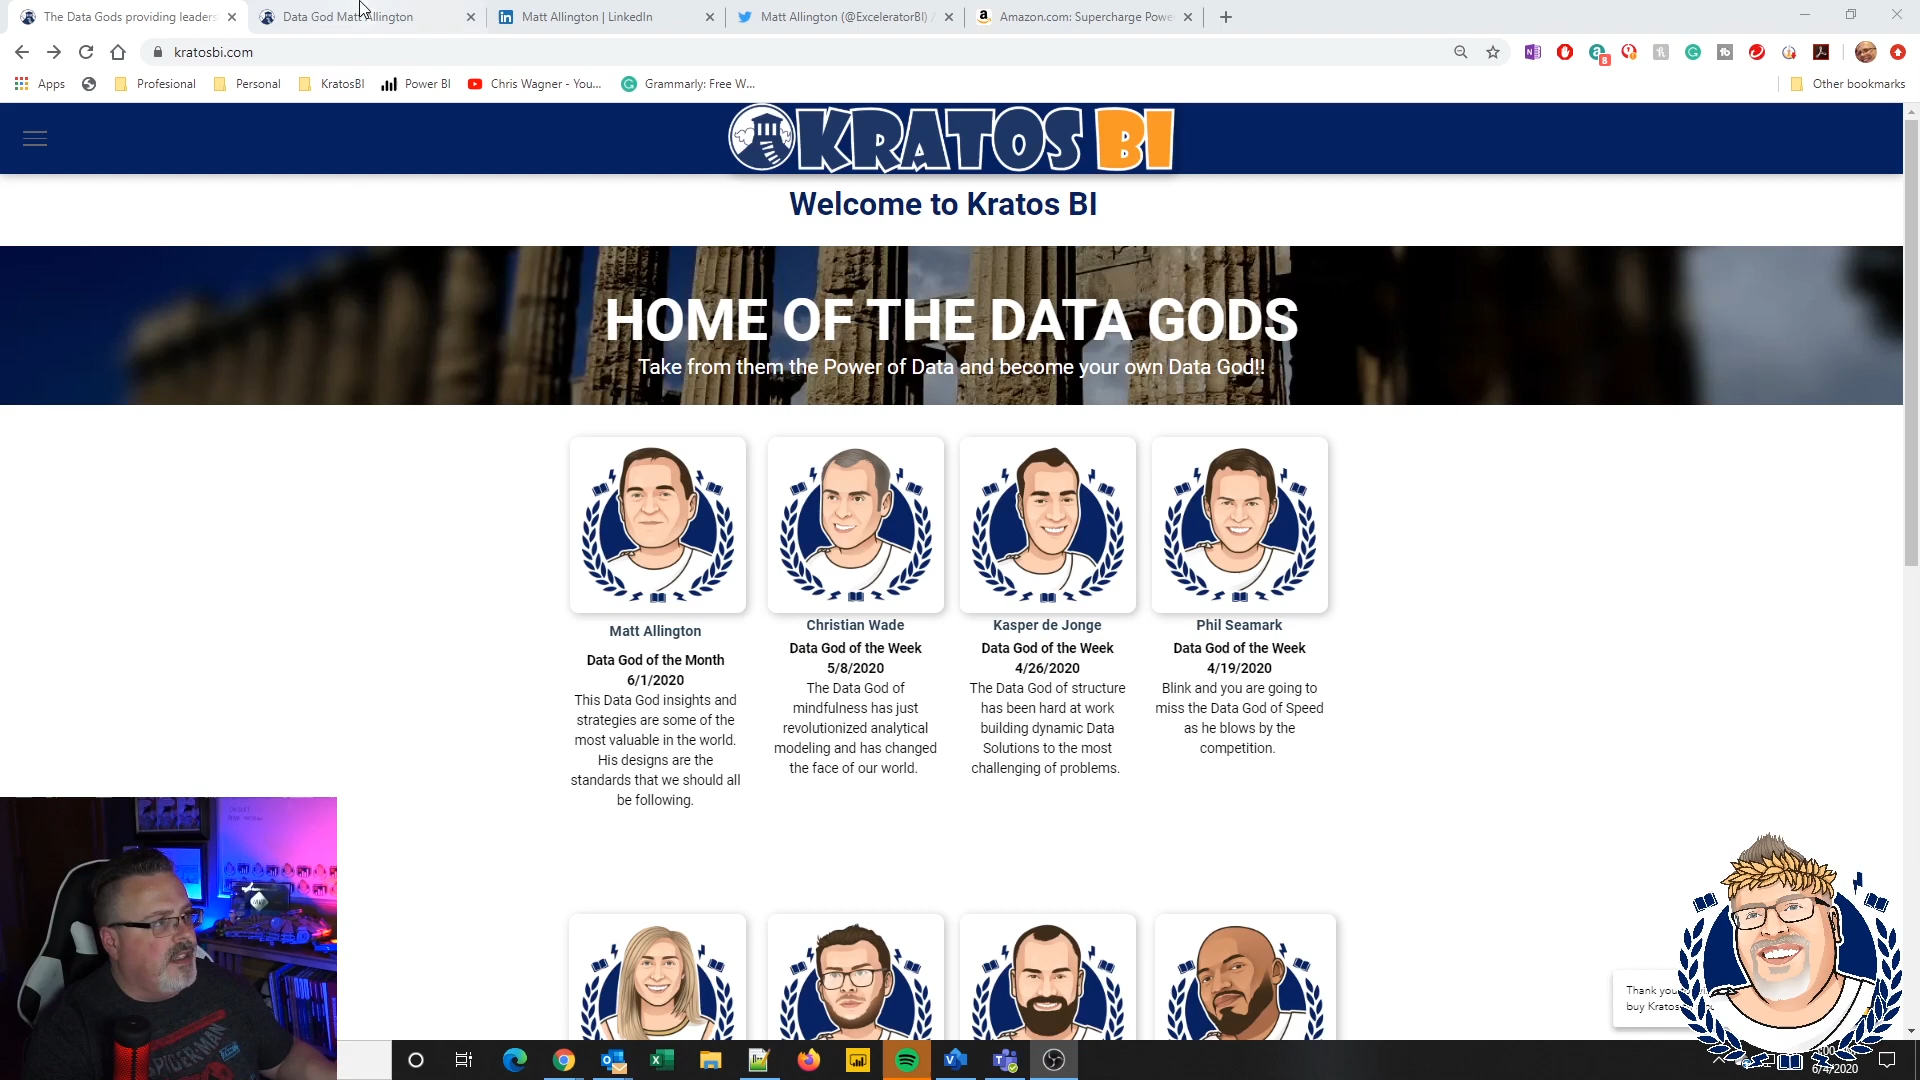 The Data Gods providing leaders
Data God Matt Allington
Matt Allington | LinkedIn
Matt Allington (@ExceleratorBI) /
Amazon.com: Supercharge Powe
kratosbi.com
8
Apps
Profesional
Personal
KratosBI
Power BI
Chris Wagner - You...
Grammarly: Free W...
Other bookmarks
KRATOS BI
Welcome to Kratos BI
HOME OF THE DATA GODS
Take from them the Power of Data and become your own Data God!!
Matt Allington
Data God of the Month
6/1/2020
This Data God insights and
strategies are some of the
most valuable in the world.
His designs are the
standards that we should all
be following.
Christian Wade
Data God of the Week
5/8/2020
The Data God of
mindfulness has just
revolutionized analytical
modeling and has changed
the face of our world.
Kasper de Jonge
Data God of the Week
4/26/2020
The Data God of structure
has been hard at work
building dynamic Data
Solutions to the most
challenging of problems.
Phil Seamark
Data God of the Week
4/19/2020
Blink and you are going to
miss the Data God of Speed
as he blows by the
competition.
SPIDER-MAN
Thank you
buy Kratos
6/4/2020